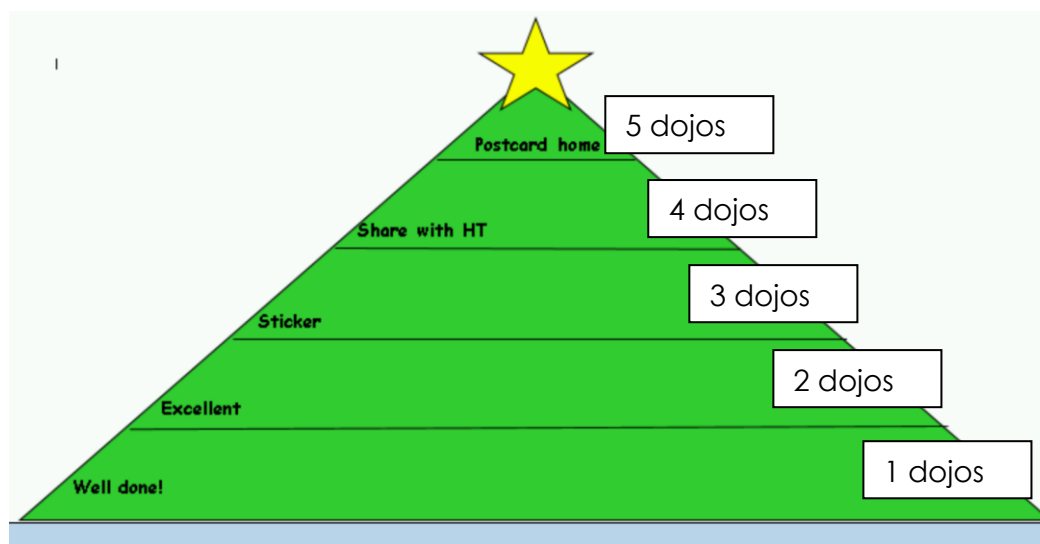 Postcard home
5 dojos
Share with HT
4 dojos
Sticker
3 dojos
Excellent
2 dojos
Well done!
1 dojos